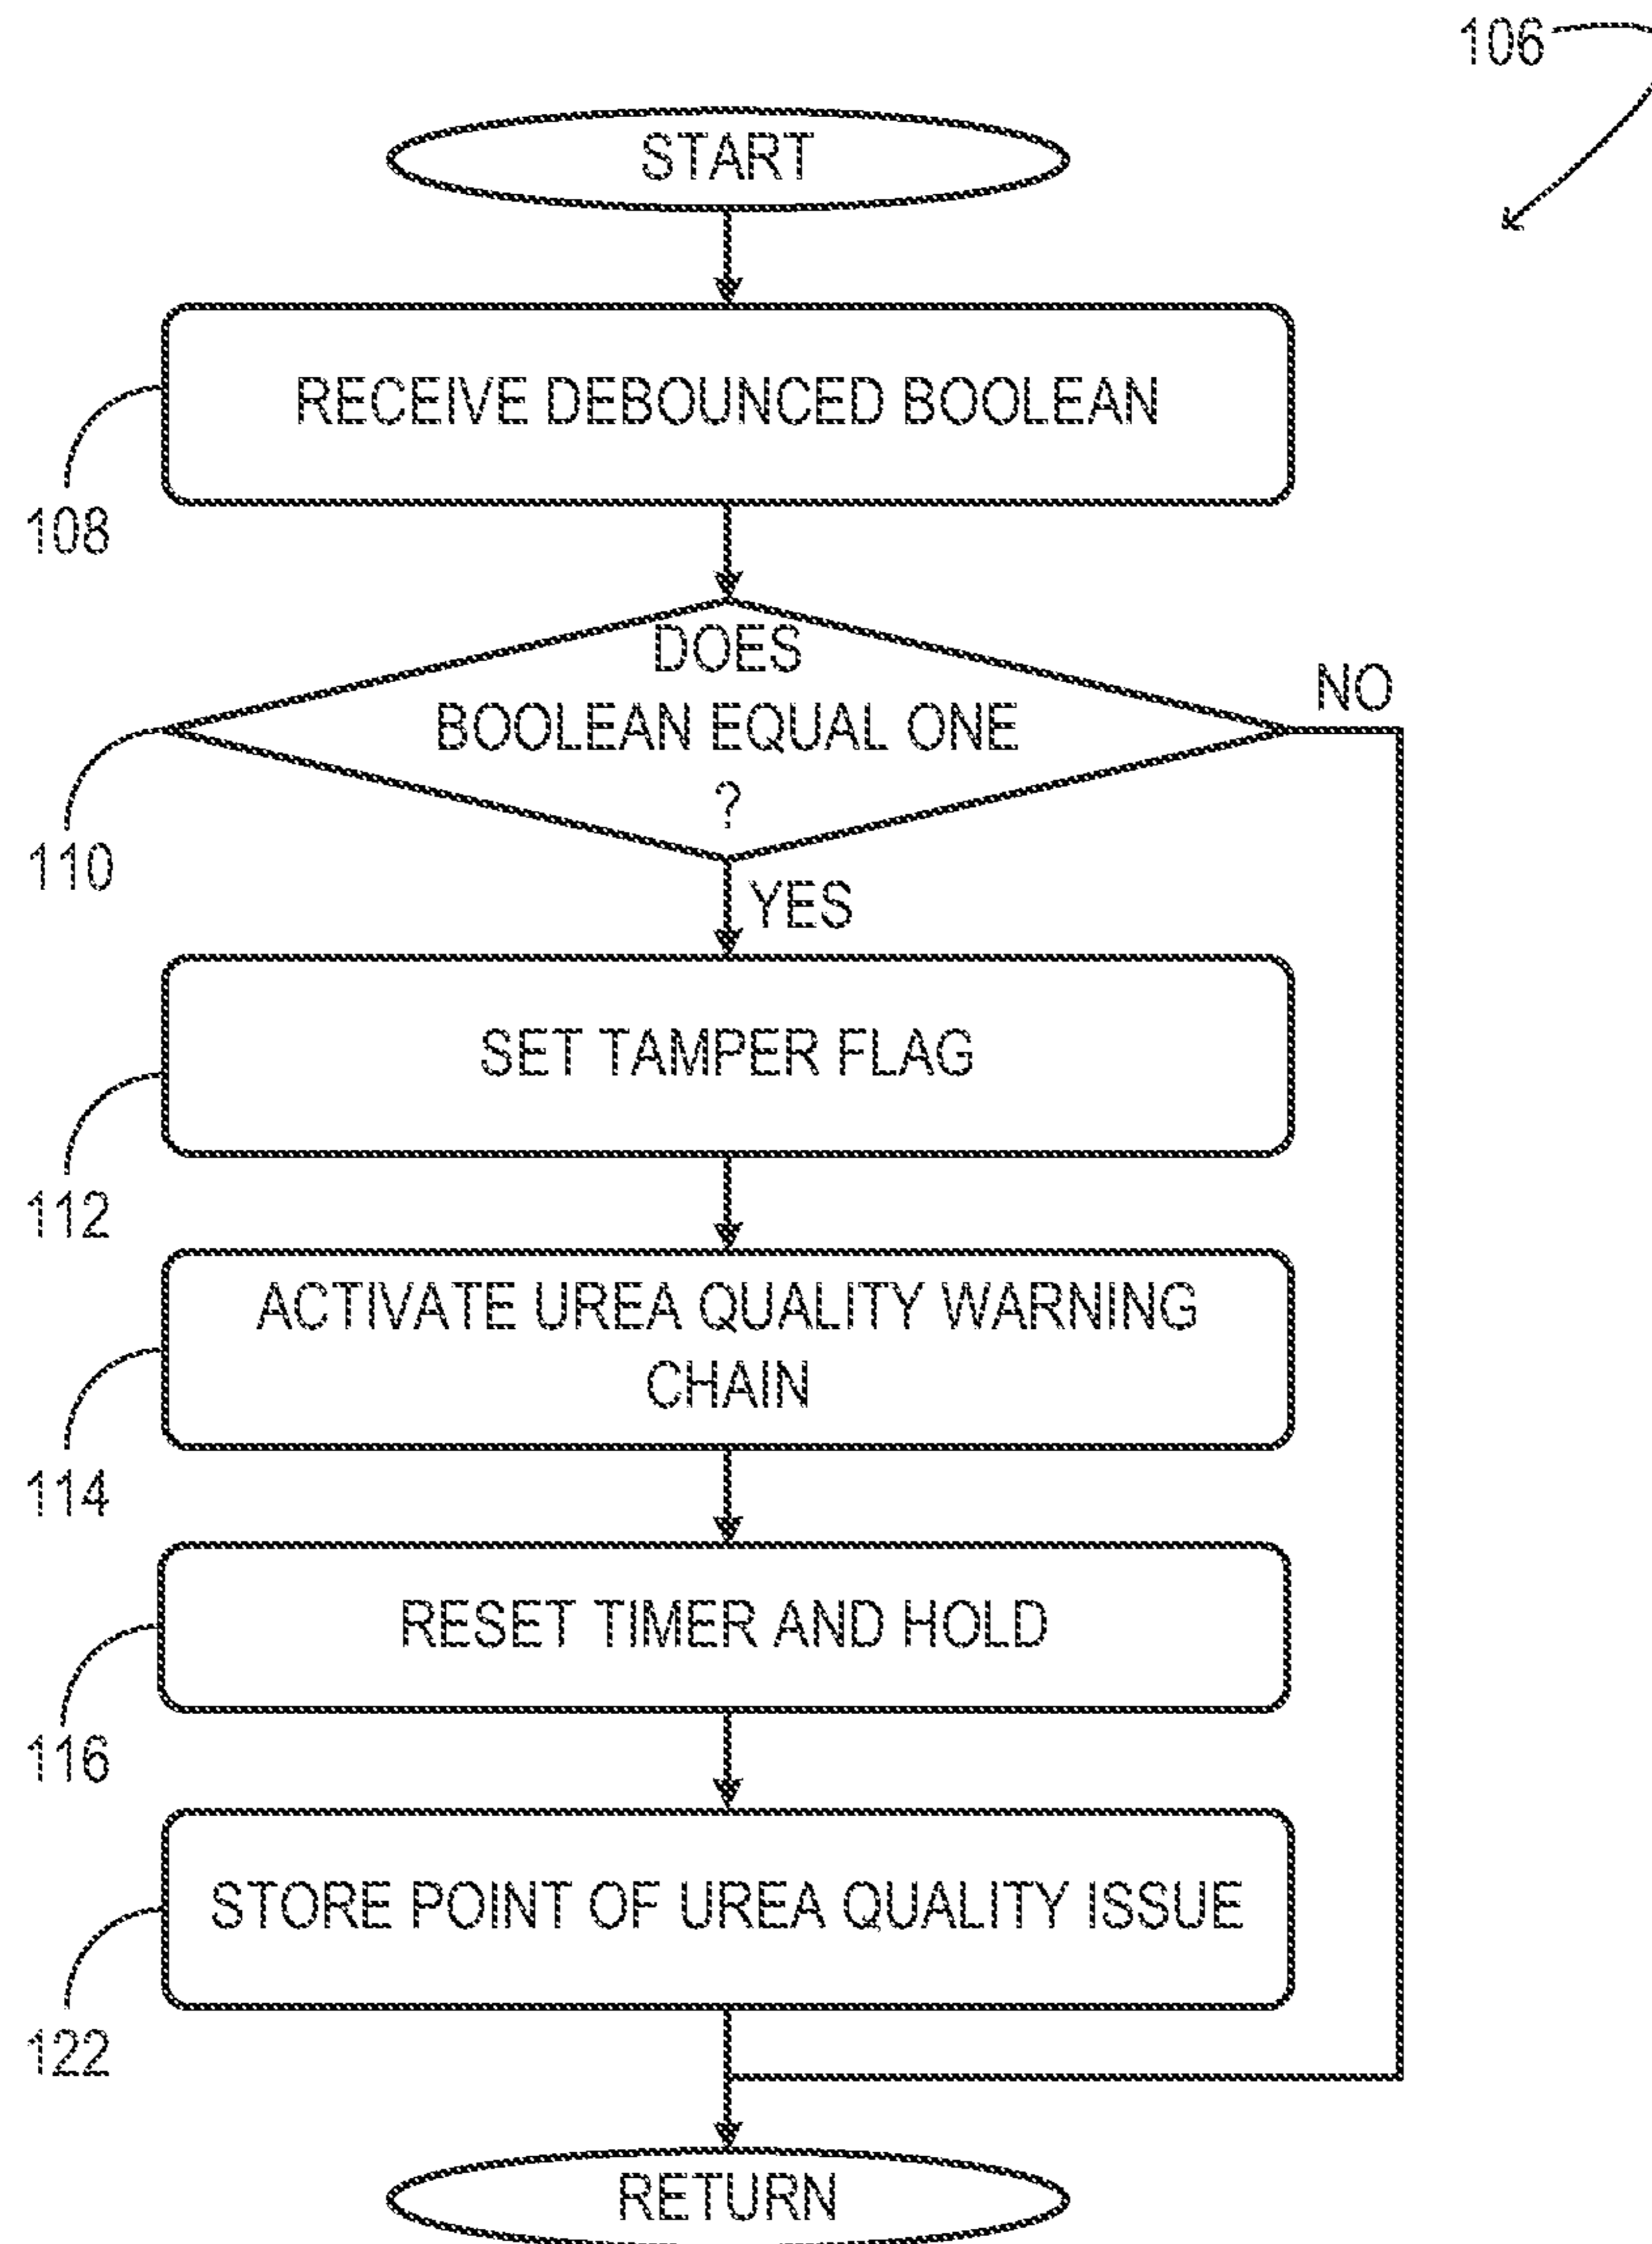 106
START
RECEIVE DEBOUNCED BOOLEAN
108
DOES
BOOLEAN EQUAL ONE
?
NO
110
YES
SET TAMPER FLAG
112
ACTIVATE UREA QUALITY WARNING
CHAIN
114
RESET TIMER AND HOLD
116
STORE POINT OF UREA QUALITY ISSUE
122
RETURN